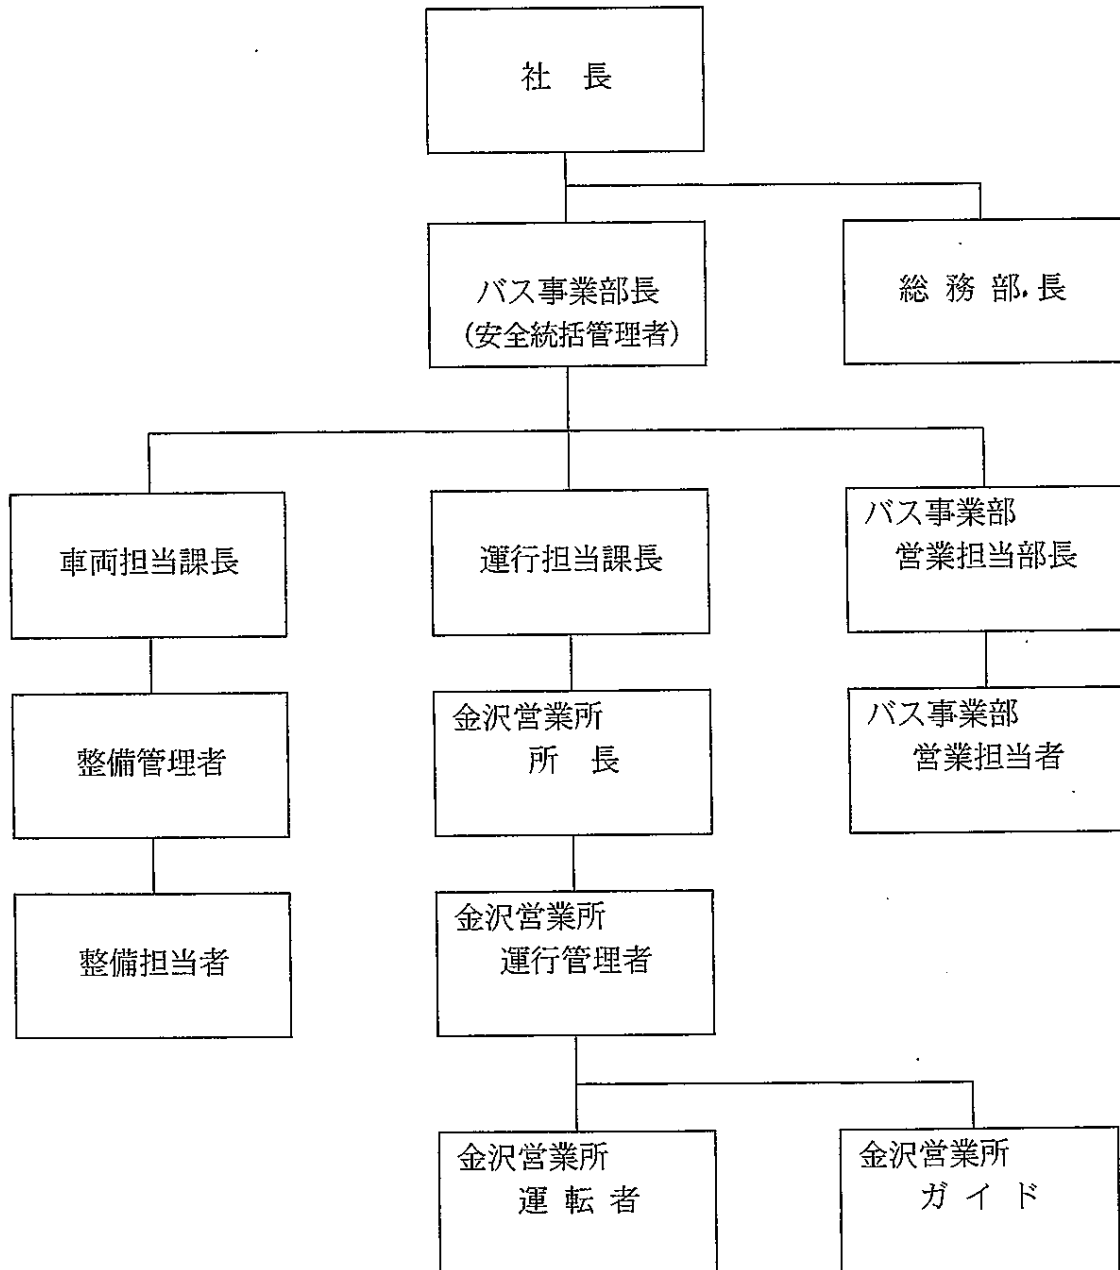 社 長
バス事業部長
(安全統括管理者)
総 務 部 長
車両担当課長
運行担当課長
バス事業部
営業担当部長
整備管理者
金沢営業所
所 長
バス事業部
営業担当者
整備担当者
金沢営業所
運行管理者
金沢営業所
運 転 者
金沢営業所
ガ イ ド